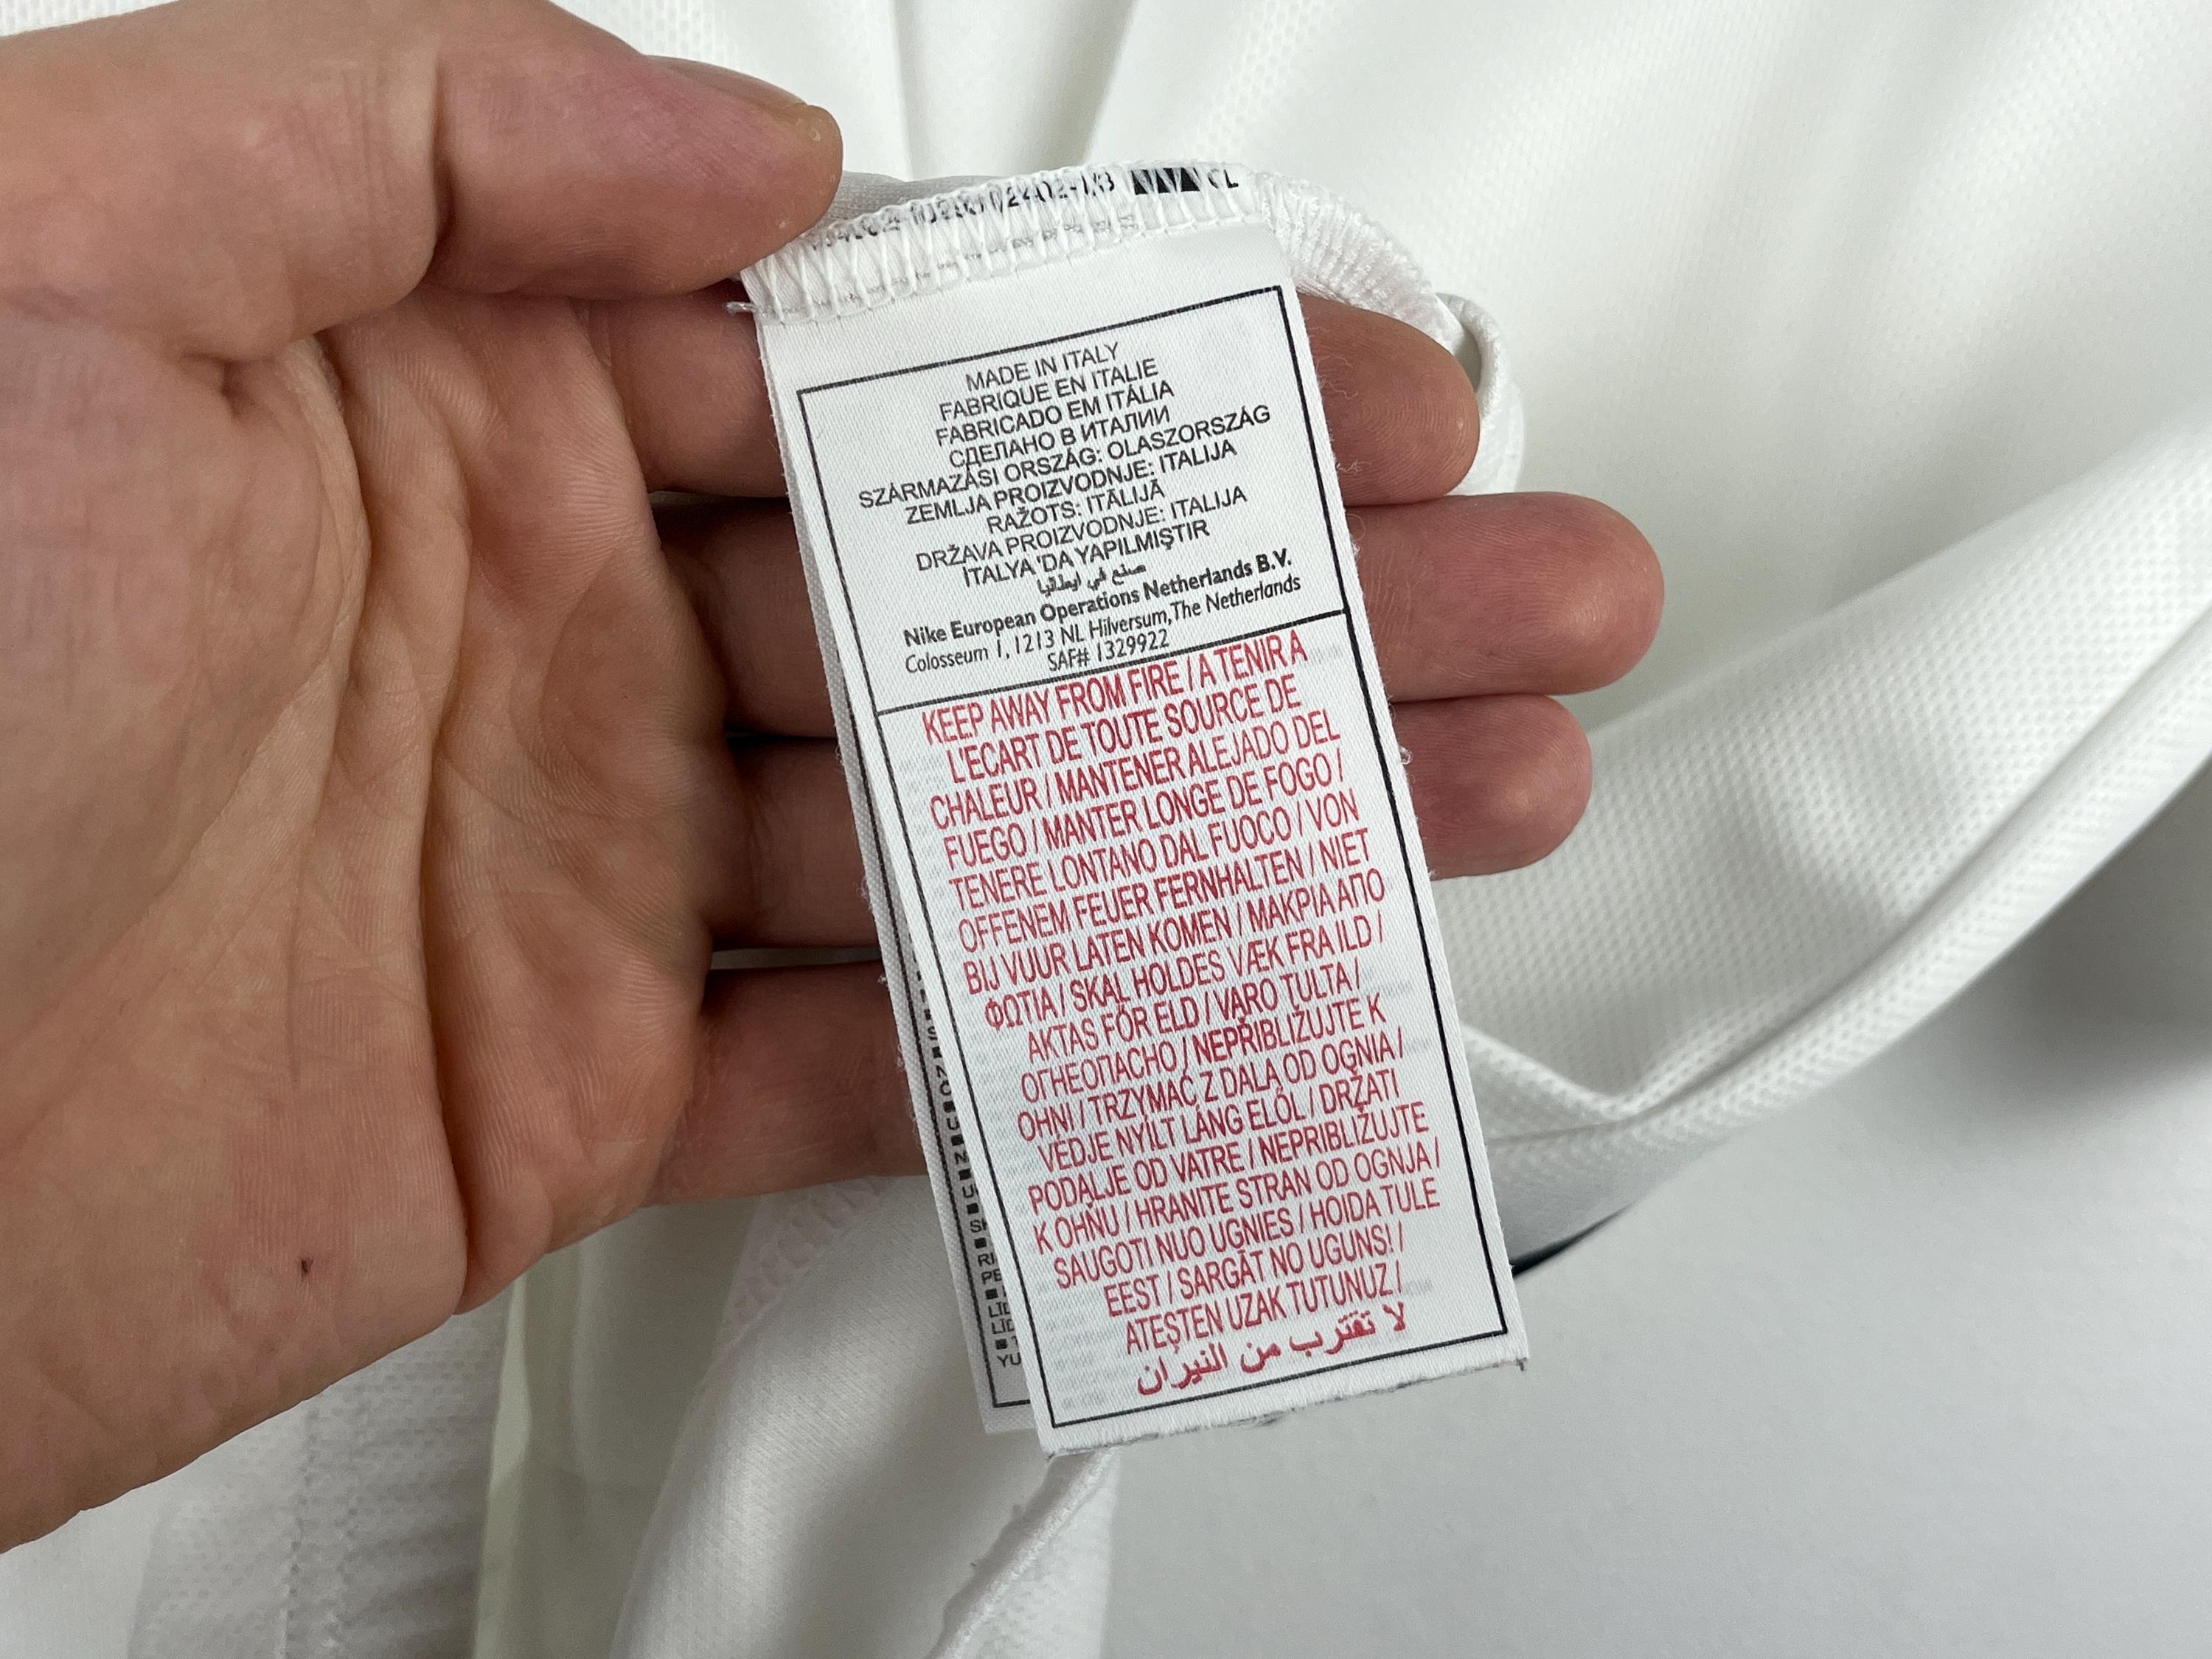 CL
MADE IN ITALY
FABRIQUE EN ITALIE
FABRICADO EM ITÁLIA
СДЕЛАНО В ИТАЛИИ
SZÁRMAZÁSI ORSZÁG: OLASZORSZÁG
ZEMLJA PROIZVODNJE: ITALIJA
RAŽOTS: ITĀLIJĀ
DRŽAVA PROIZVODNJE: ITALIJA
İTALYA 'DA YAPILMIŞTIR
صنع في ايطاليا
Nike European Operations Netherlands B.V.
Colosseum 1, 1213 NL Hilversum, The Netherlands
SAF# 1329922
KEEP AWAY FROM FIRE / A TENIR A
L'ECART DE TOUTE SOURCE DE
CHALEUR / MANTENER ALEJADO DEL
FUEGO / MANTER LONGE DE FOGO /
TENERE LONTANO DAL FUOCO / VON
OFFENEM FEUER FERNHALTEN / NIET
BIJ VUUR LATEN KOMEN / ΜΑΚΡΙΑ ΑΠΟ
ΦΩΤΙΑ / SKAL HOLDES VÆK FRA ILD /
AKTAS FÖR ELD / VARO TULTA /
ОГНЕОПАСНО / NEPŘIBLIŽUJTE K
OHNI / TRZYMAĆ Z DALA OD OGNIA /
VÉDJE NYÍLT LÁNG ELŐL / DRŽATI
PODALJE OD VATRE / NEPRIBLIŽUJTE
K OHŇU / HRANITE STRAN OD OGNJA /
SAUGOTI NUO UGNIES / HOIDA TULE
EEST / SARGĀT NO UGUNS! /
ATEŞTEN UZAK TUTUNUZ /
لا تقترب من النيران